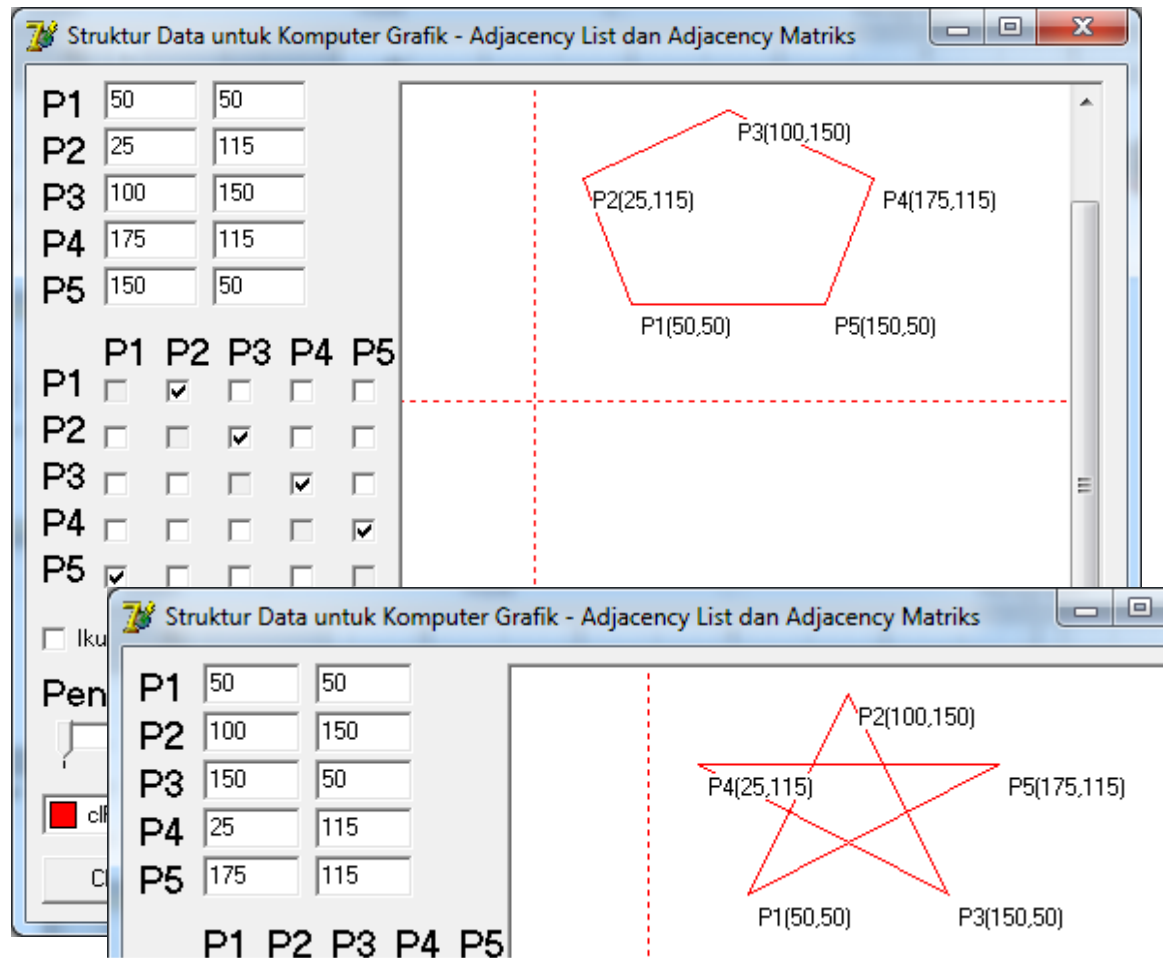 Struktur Data untuk Komputer Grafik - Adjacency List dan Adjacency Matriks
P1 50 50
P2 25 115
P3 100 150
P4 175 115
P5 150 50
P3(100,150)
P2(25,115)
P4(175,115)
P1(50,50)
P5(150,50)
P1 P2 P3 P4 P5
P1
P2
P3
P4
P5
Struktur Data untuk Komputer Grafik - Adjacency List dan Adjacency Matriks
P1 50 50
P2 100 150
P3 150 50
P4 25 115
P5 175 115
P2(100,150)
P4(25,115)
P5(175,115)
P1(50,50)
P3(150,50)
P1 P2 P3 P4 P5